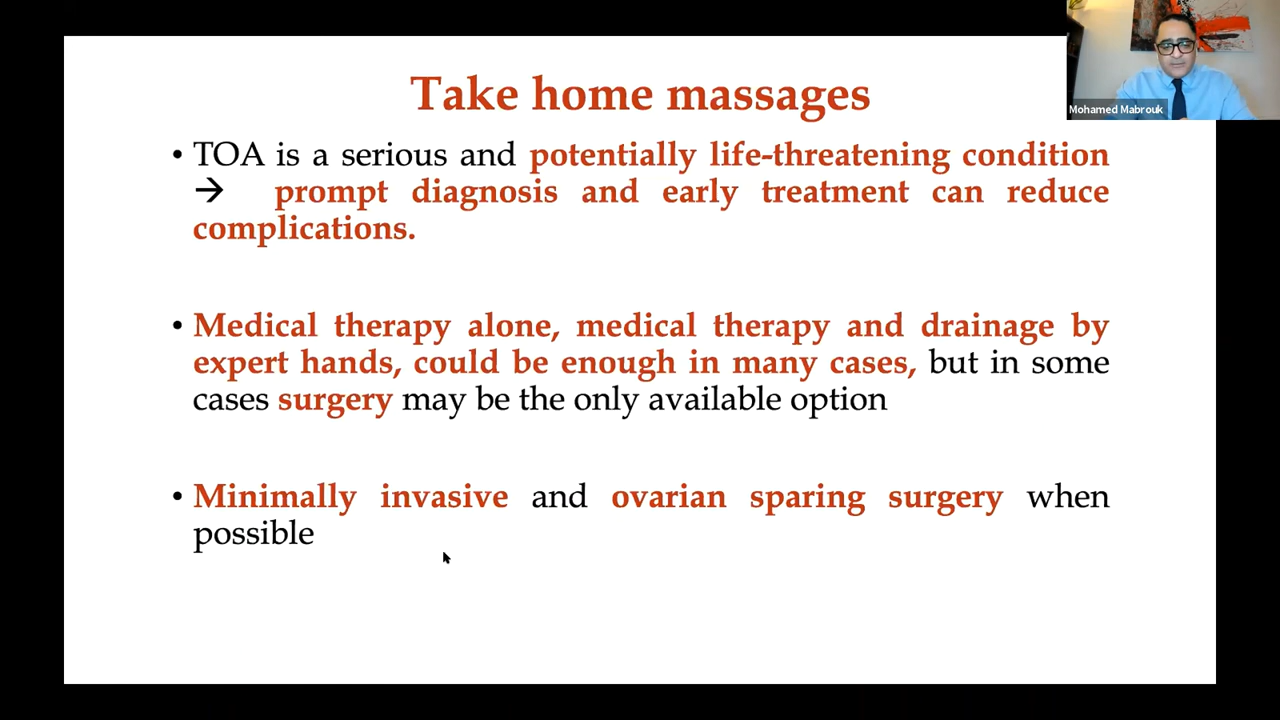 Take home massages
• TOA is a serious and potentially life-threatening condition
→ prompt diagnosis and early treatment can reduce
complications.
• Medical therapy alone, medical therapy and drainage by
expert hands, could be enough in many cases, but in some
cases surgery may be the only available option
• Minimally invasive and ovarian sparing surgery when
possible
Mohamed Mabrouk